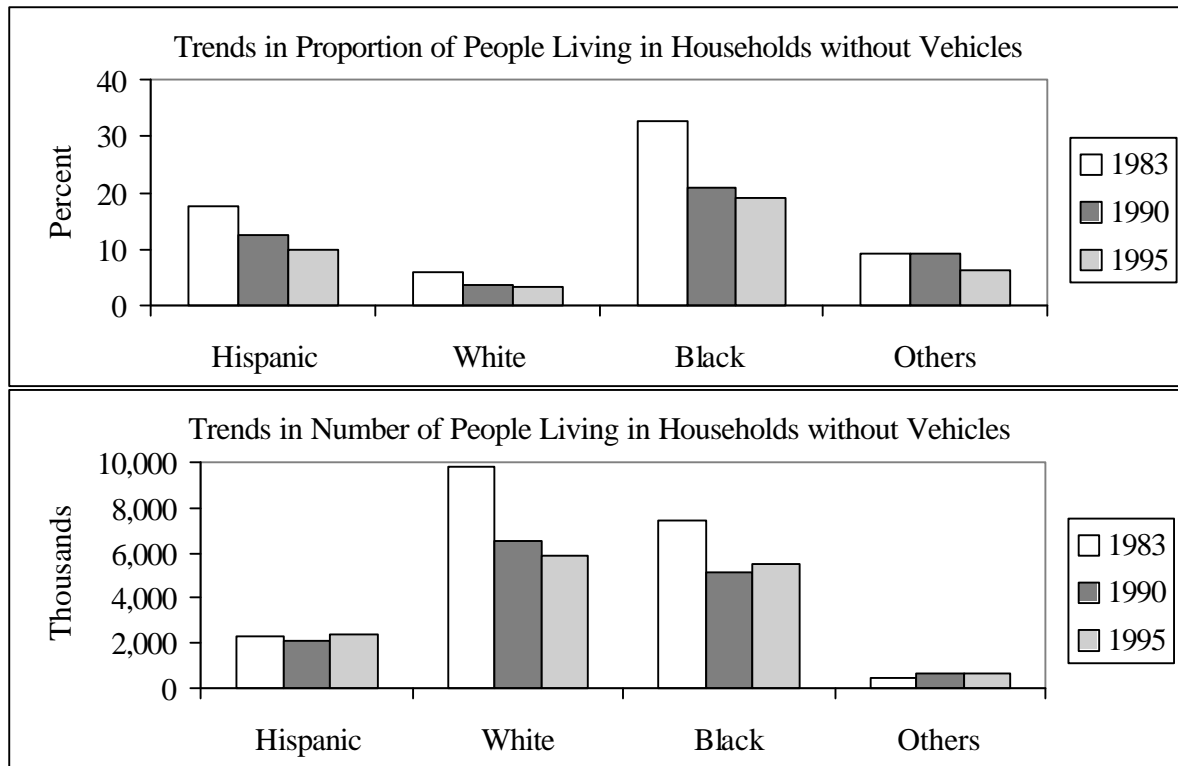 Trends in Proportion of People Living in Households without Vehicles
40
30
20
10
0
Percent
Hispanic White Black Others
1983
1990
1995
Trends in Number of People Living in Households without Vehicles
10,000
8,000
6,000
4,000
2,000
0
Thousands
Hispanic White Black Others
1983
1990
1995